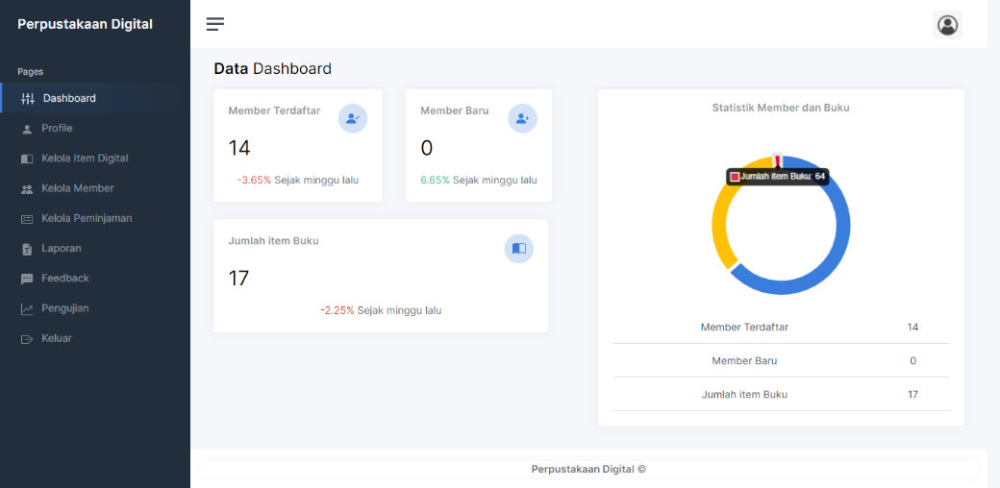 Perpustakaan Digital
Pages
Dashboard
Profile
Kelola Item Digital
Kelola Member
Kelola Peminjaman
Laporan
Feedback
Pengujian
Keluar
Data Dashboard
Member Terdaftar
14
-3.65% Sejak minggu lalu
Member Baru
0
6.65% Sejak minggu lalu
Jumlah item Buku
17
-2.25% Sejak minggu lalu
Statistik Member dan Buku
Jumlah item Buku: 64
Member Terdaftar 14
Member Baru 0
Jumlah item Buku 17
Perpustakaan Digital ©